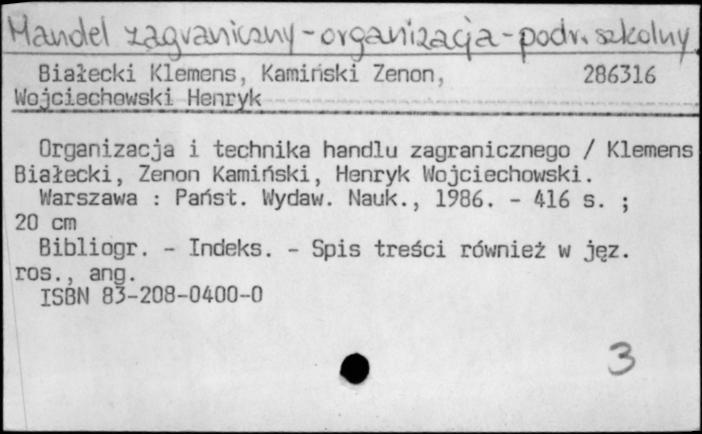 Handel zagraniczny - organizacja - podr. szkolny
Białecki Klemens, Kamiński Zenon, 286316
Wojciechowski Henryk
Organizacja i technika handlu zagranicznego / Klemens
Białecki, Zenon Kamiński, Henryk Wojciechowski.
Warszawa : Państ. Wydaw. Nauk., 1986. - 416 s. ;
20 cm
Bibliogr. - Indeks. - Spis treści również w jęz.
ros., ang.
ISBN 83-208-0400-0
3